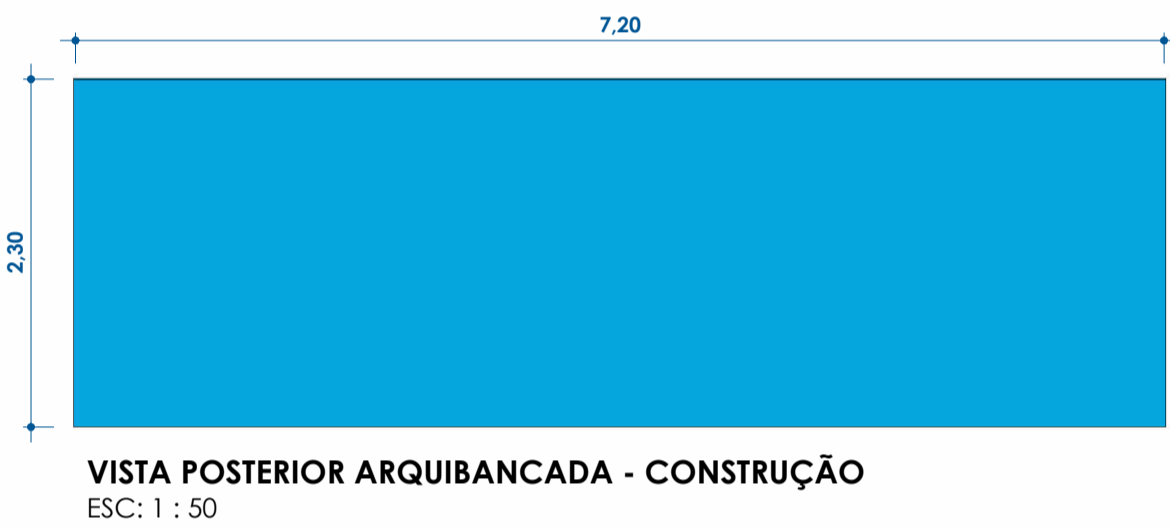 7,20
2,30
VISTA POSTERIOR ARQUIBANCADA - CONSTRUÇÃO
ESC: 1 : 50